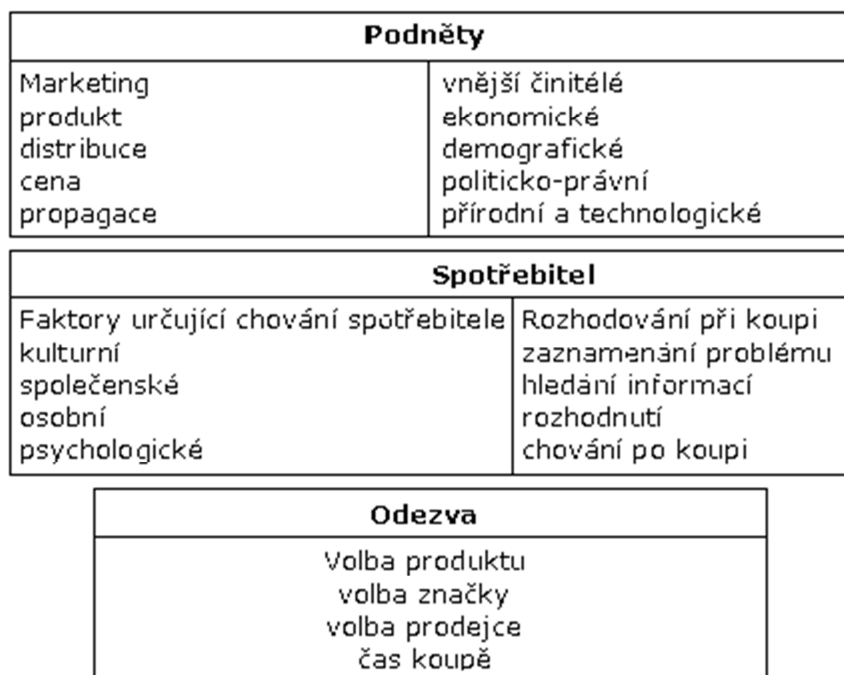 Podněty
Marketing
produkt
distribuce
cena
propagace
vnější činitélé
ekonomické
demografické
politicko-právní
přírodní a technologické
Spotřebitel
Faktory určující chování spotřebitele
kulturní
společenské
osobní
psychologické
Rozhodování při koupi
zaznamenání problému
hledání informací
rozhodnutí
chování po koupi
Odezva
Volba produktu
volba značky
volba prodejce
čas koupě